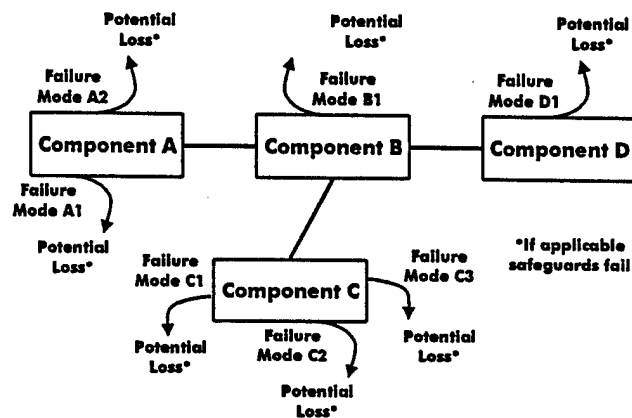 Potential
Loss*
Potential
Loss*
Potential
Loss*
Failure
Mode A2
Failure
Mode B1
Failure
Mode D1
Component A
Component B
Component D
Failure
Mode A1
Potential
Loss*
Failure
Mode C1
Component C
Failure
Mode C3
*If applicable
safeguards fail
Potential
Loss*
Failure
Mode C2
Potential
Loss*
Potential
Loss*